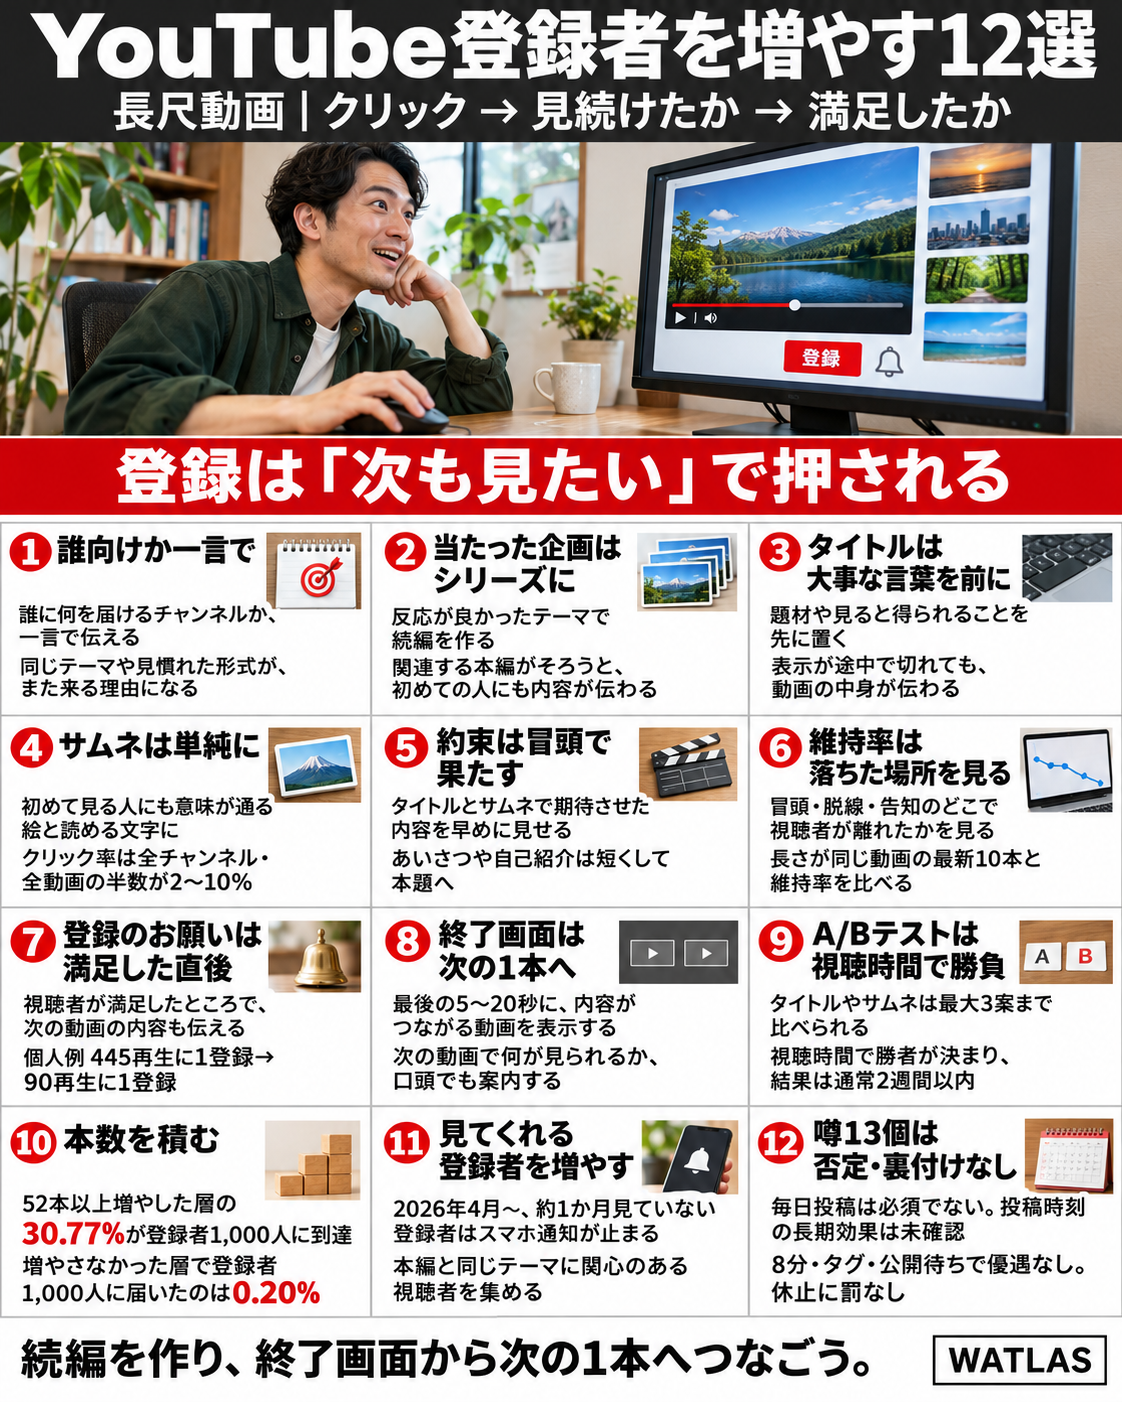 YouTube登録者を増やす12選
長尺動画｜クリック → 見続けたか → 満足したか
登録
登録は「次も見たい」で押される
1 誰向けか一言で
誰に何を届けるチャンネルか、
一言で伝える
同じテーマや見慣れた形式が、
また来る理由になる
2 当たった企画は
シリーズに
反応が良かったテーマで
続編を作る
関連する本編がそろうと、
初めての人にも内容が伝わる
3 タイトルは
大事な言葉を前に
題材や見ると得られることを
先に置く
表示が途中で切れても、
動画の中身が伝わる
4 サムネは単純に
初めて見る人にも意味が通る
絵と読める文字に
クリック率は全チャンネル・
全動画の半数が2〜10%
5 約束は冒頭で
果たす
タイトルとサムネで期待させた
内容を早めに見せる
あいさつや自己紹介は短くして
本題へ
6 維持率は
落ちた場所を見る
冒頭・脱線・告知のどこで
視聴者が離れたかを見る
長さが同じ動画の最新10本と
維持率を比べる
7 登録のお願いは
満足した直後
視聴者が満足したところで、
次の動画の内容も伝える
個人例 445再生に1登録→
90再生に1登録
8 終了画面は
次の1本へ
最後の5〜20秒に、内容が
つながる動画を表示する
次の動画で何が見られるか、
口頭でも案内する
9 A/Bテストは
視聴時間で勝負
A B
タイトルやサムネは最大3案まで
比べられる
視聴時間で勝者が決まり、
結果は通常2週間以内
10 本数を積む
52本以上増やした層の
30.77%が登録者1,000人に到達
増やさなかった層で登録者
1,000人に届いたのは0.20%
11 見てくれる
登録者を増やす
2026年4月〜、約1か月見ていない
登録者はスマホ通知が止まる
本編と同じテーマに関心のある
視聴者を集める
12 噂13個は
否定・裏付けなし
毎日投稿は必須でない。投稿時刻
の長期効果は未確認
8分・タグ・公開待ちで優遇なし。
休止に罰なし
続編を作り、終了画面から次の1本へつなごう。
WATLAS